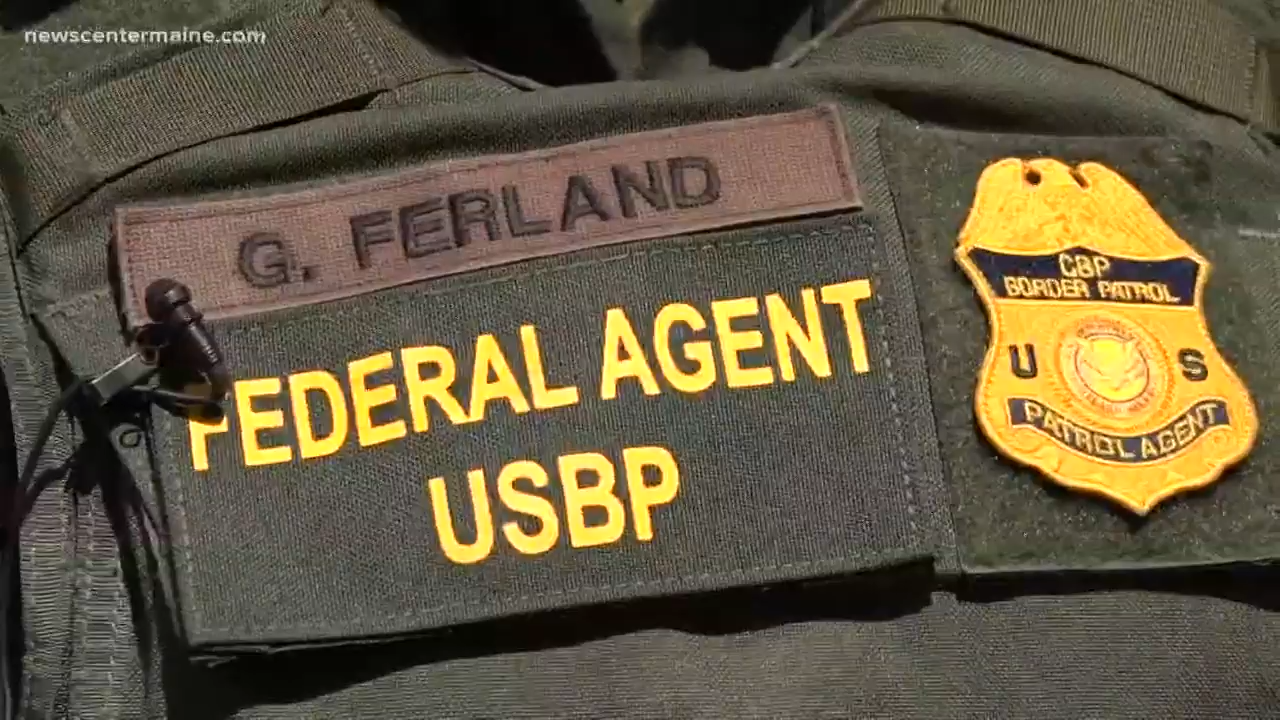 newscentermaine.com
G. FERLAND
FEDERAL AGENT
USBP
CBP
BORDER PATROL
U S
PATROL AGENT